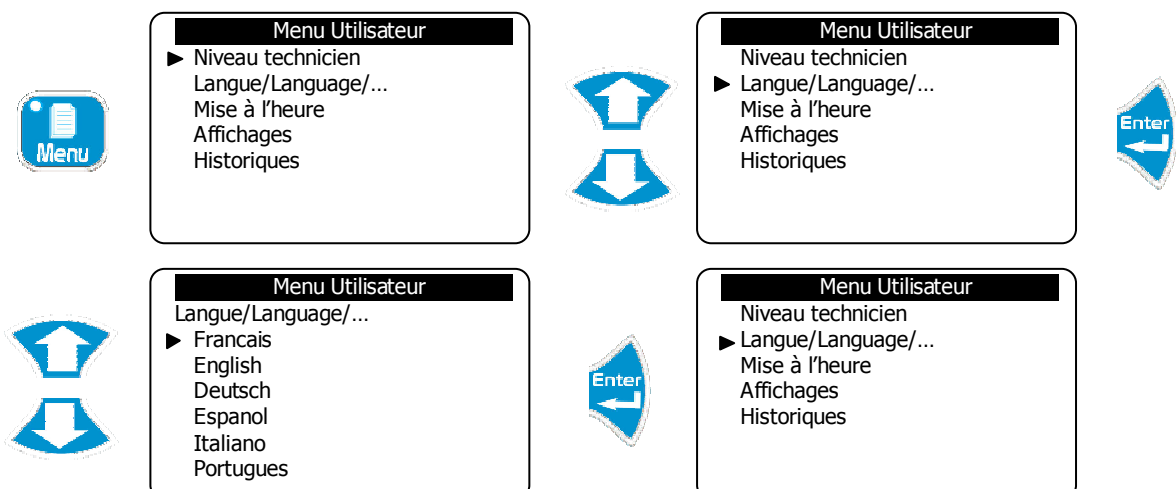 Menu
Menu Utilisateur
Niveau technicien
Langue/Language/…
Mise à l’heure
Affichages
Historiques
Menu Utilisateur
Niveau technicien
Langue/Language/…
Mise à l’heure
Affichages
Historiques
Enter
Menu Utilisateur
Langue/Language/…
Francais
English
Deutsch
Espanol
Italiano
Portugues
Enter
Menu Utilisateur
Niveau technicien
Langue/Language/…
Mise à l’heure
Affichages
Historiques